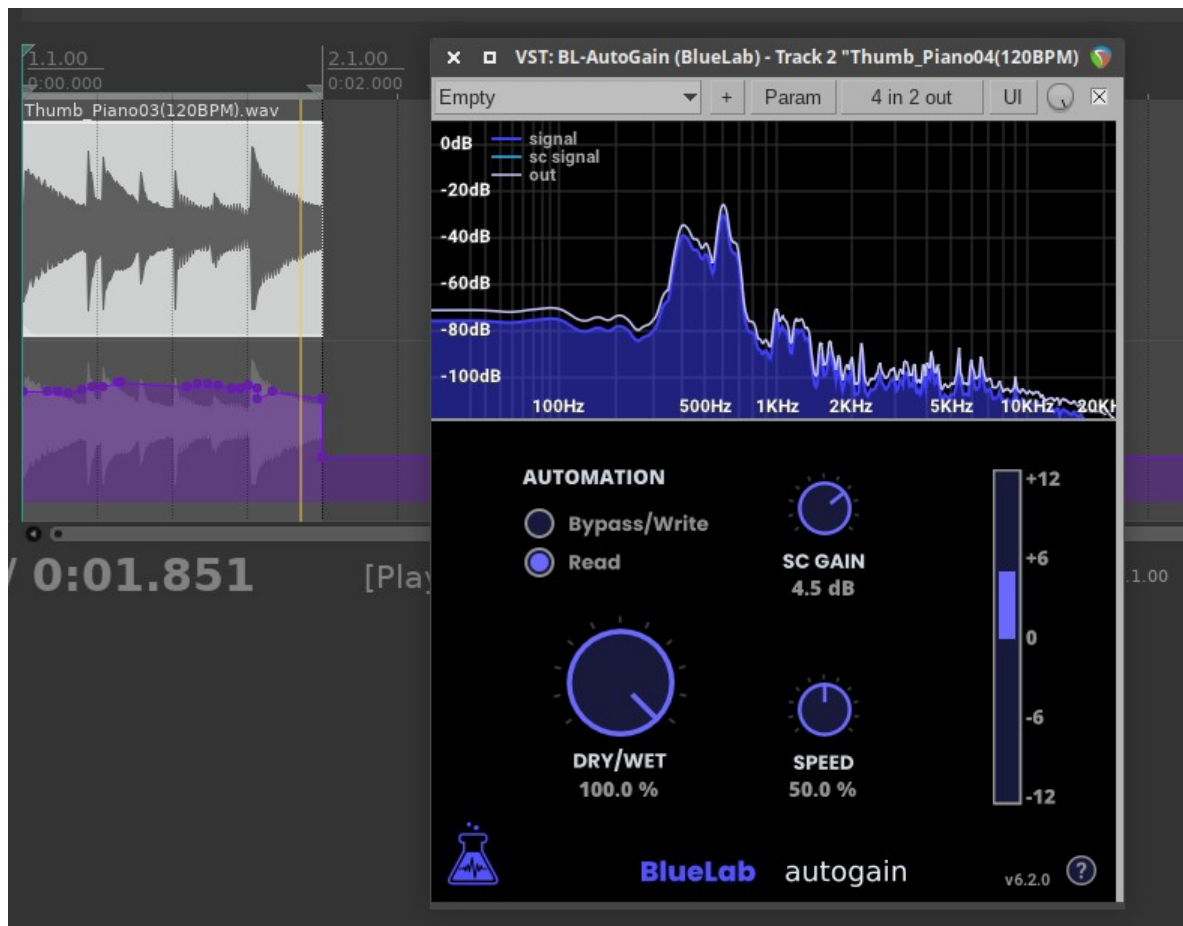 1.1.00
2.1.00
0:00.000
0:02.000
Thumb_Piano03(120BPM).wav
VST: BL-AutoGain (BlueLab) - Track 2 "Thumb_Piano04(120BPM)
Empty
+
Param
4 in 2 out
UI
0dB
signal
sc signal
out
-20dB
-40dB
-60dB
-80dB
-100dB
100Hz 500Hz 1KHz 2KHz 5KHz 10KHz 20KH
AUTOMATION
Bypass/Write
Read
SC GAIN
4.5 dB
DRY/WET
100.0 %
SPEED
50.0 %
+12
+6
0
-6
-12
/ 0:01.851
[Play
.1.00
BlueLab autogain
v6.2.0
?